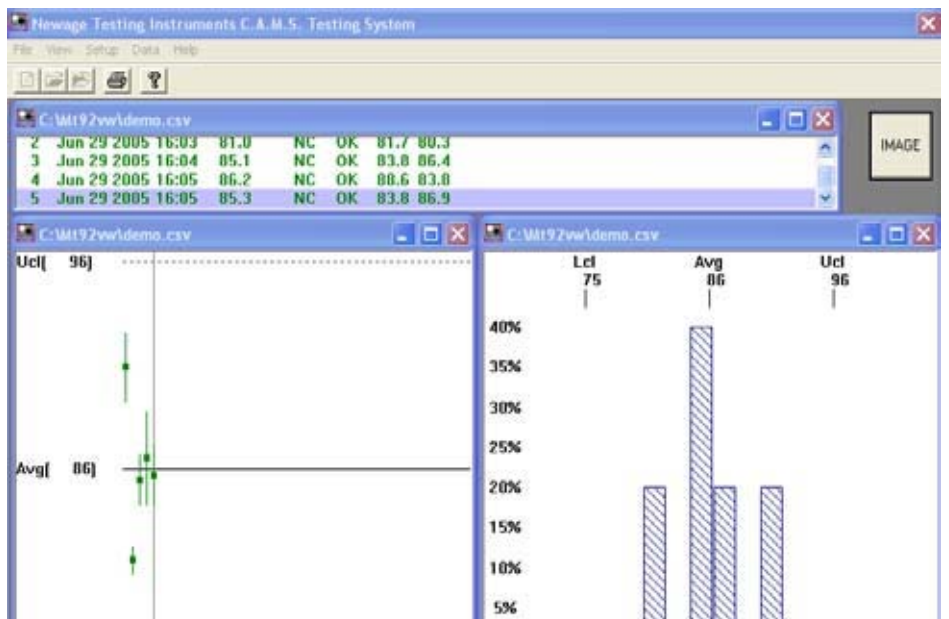 Newage Testing Instruments C.A.M.S. Testing System
File View Setup Data Help
C:\Mt92vw\demo.csv
2 Jun 29 2005 16:03 81.0 NC OK 81.7 80.3
3 Jun 29 2005 16:04 85.1 NC OK 83.8 86.4
4 Jun 29 2005 16:05 86.2 NC OK 88.6 83.8
5 Jun 29 2005 16:05 85.3 NC OK 83.8 86.9
IMAGE
C:\Mt92vw\demo.csv
Ucl( 96)
Avg( 86)
C:\Mt92vw\demo.csv
Lcl Avg Ucl
75 86 96
40%
35%
30%
25%
20%
15%
10%
5%